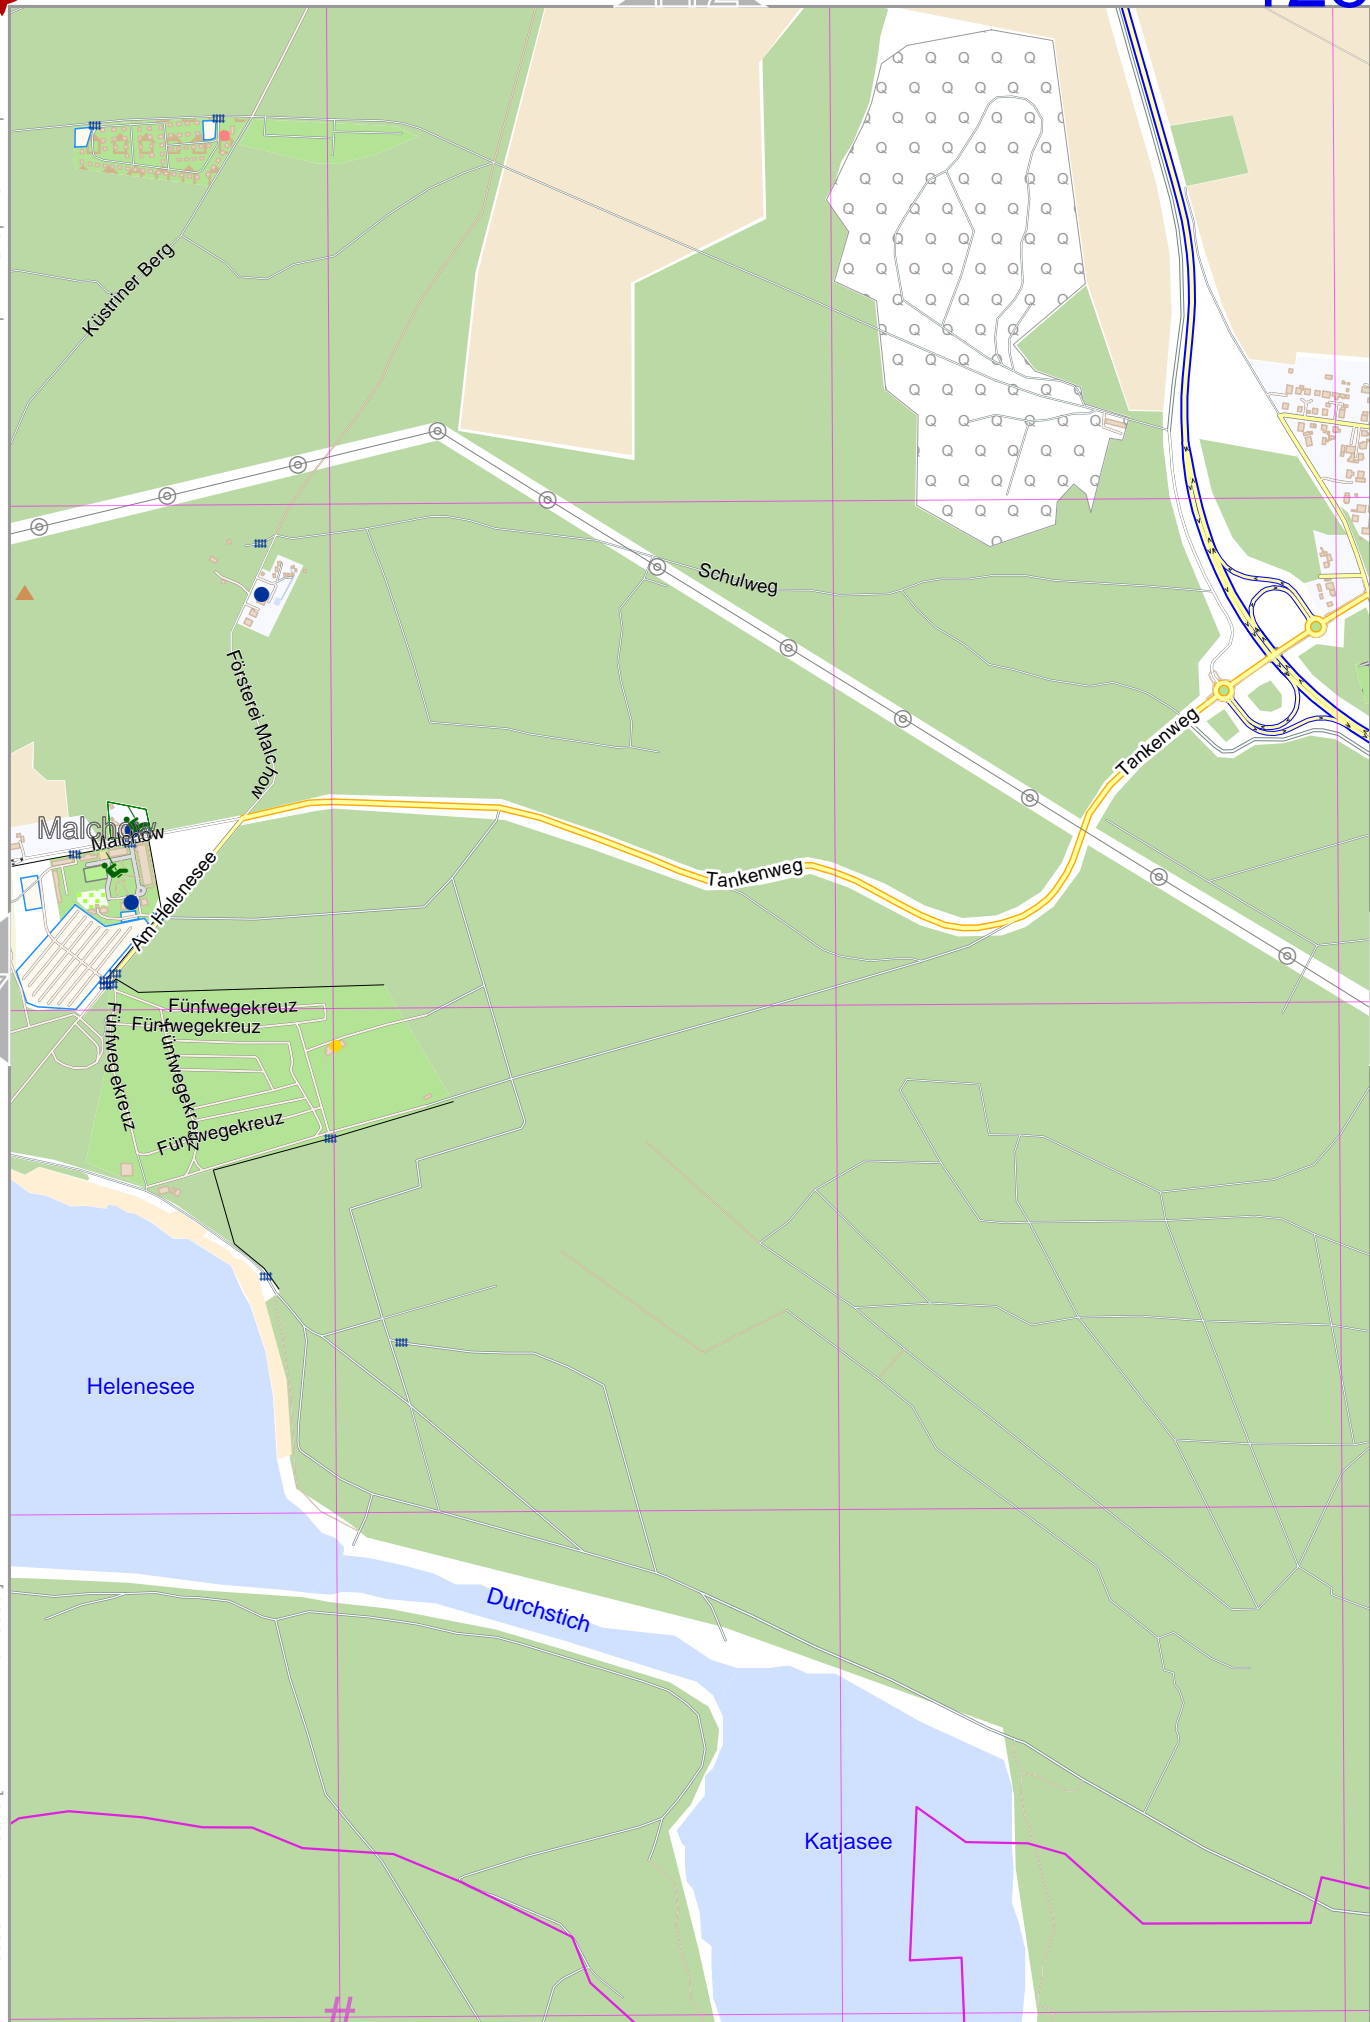 Küstriner Berg
Schulweg
Försterei Malchow
Tankenweg
Malchow
Malchow
Tankenweg
Am Helenesee
Fünfwegekreuz
Fünfwegekreuz
Fünfwegekreuz
Fünfwegekreuz
Fünfwegekreuz
Helenesee
Durchstich
Katjasee